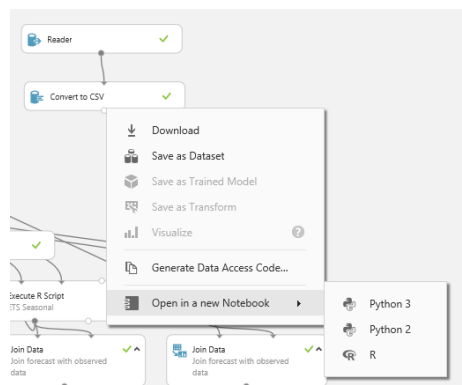 Reader
Convert to CSV
Download
Save as Dataset
Save as Trained Model
Save as Transform
Visualize
?
Generate Data Access Code...
Open in a new Notebook
Python 3
Python 2
R
Execute R Script
ETS Seasonal
Join Data
Join forecast with observed
data
Join Data
Join forecast with observed
data